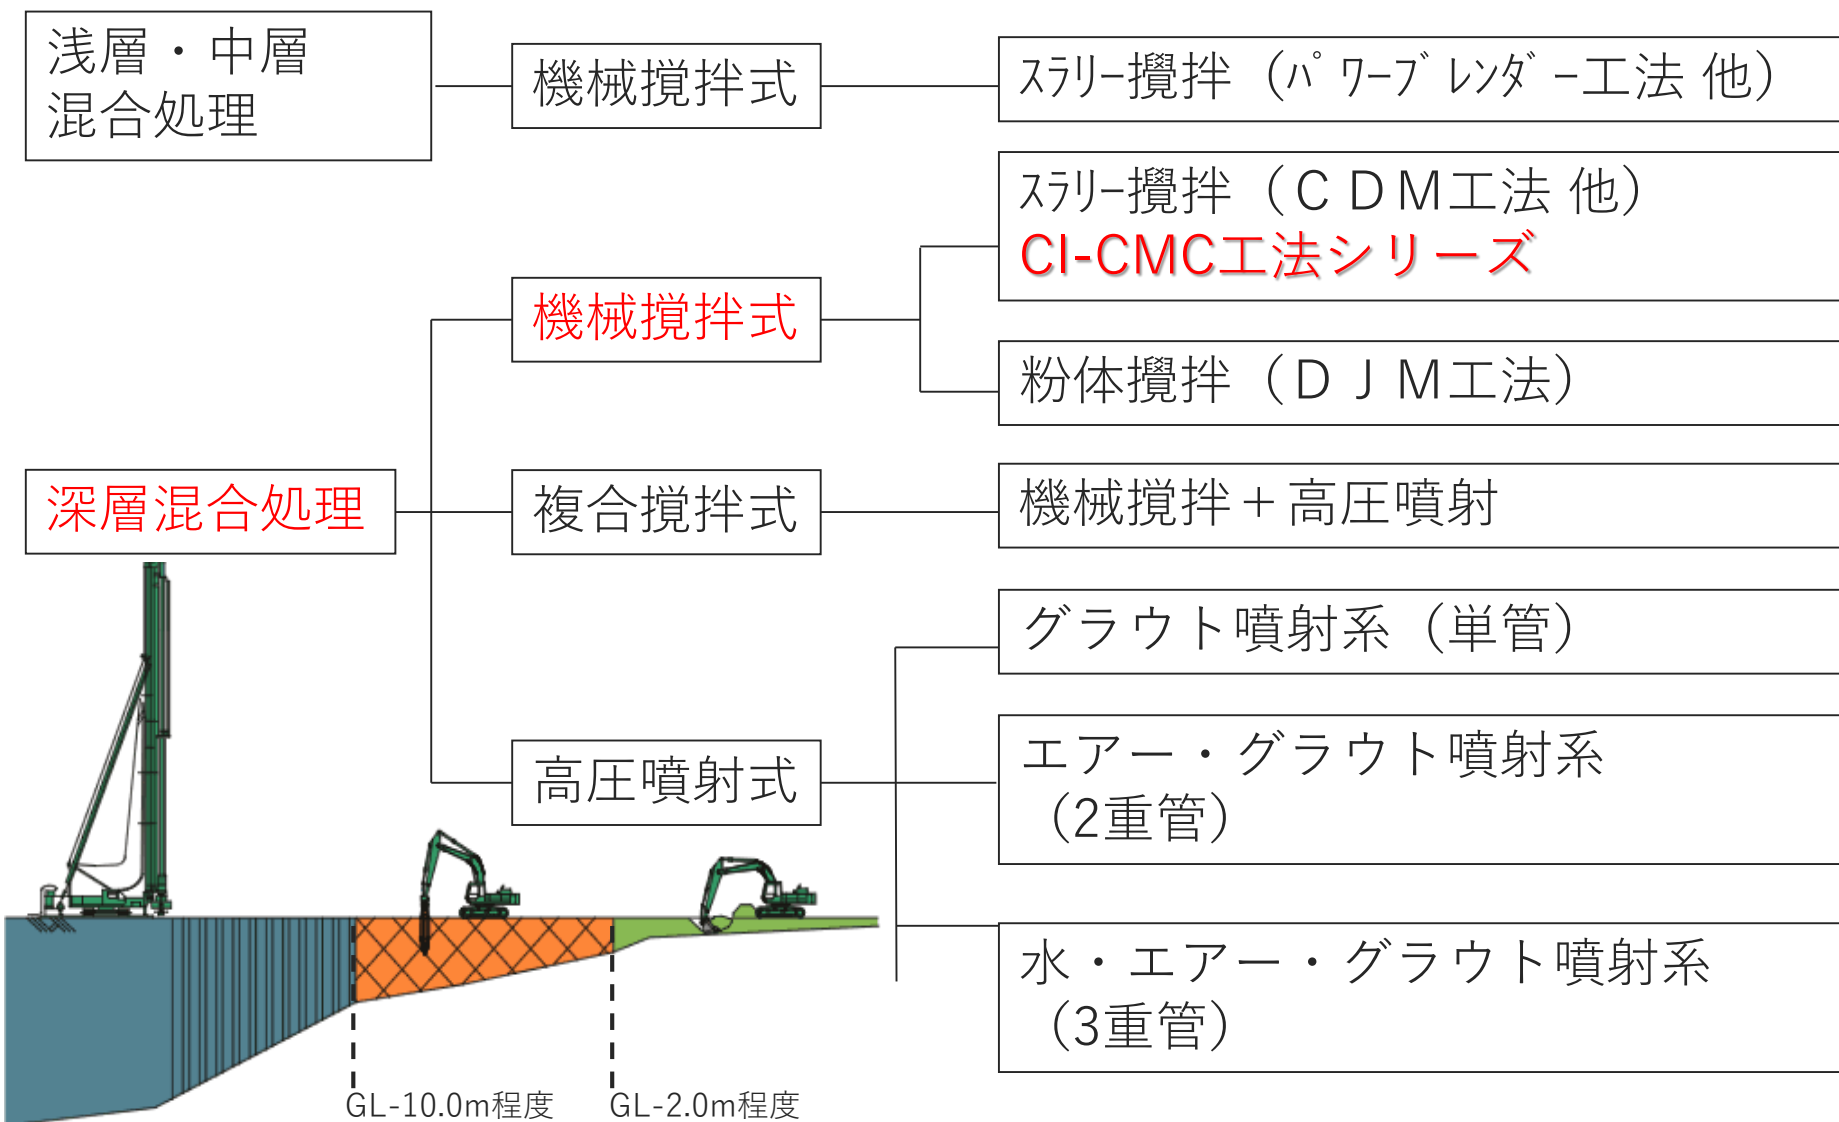 浅層・中層
混合処理
機械撹拌式
ｽﾗﾘｰ攪拌（ﾊﾟﾜｰﾌﾞﾚﾝﾀﾞｰ工法 他）
ｽﾗﾘｰ攪拌（ＣＤＭ工法 他）
CI-CMC工法シリーズ
機械撹拌式
粉体攪拌（ＤＪＭ工法）
深層混合処理
複合撹拌式
機械撹拌＋高圧噴射
グラウト噴射系（単管）
高圧噴射式
エアー・グラウト噴射系
（2重管）
水・エアー・グラウト噴射系
（3重管）
GL-10.0m程度
GL-2.0m程度